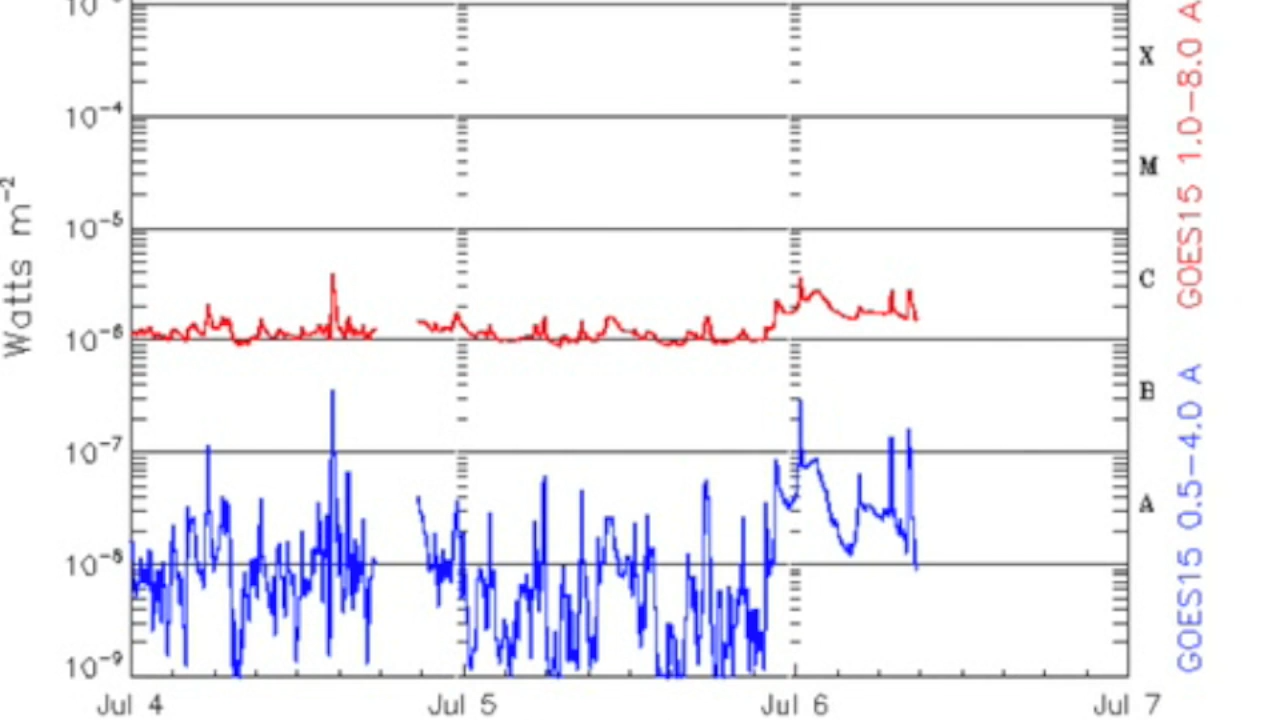 10⁻⁴
10⁻⁵
10⁻⁶
10⁻⁷
10⁻⁸
10⁻⁹
Watts m⁻²
X
M
C
B
A
GOES15 1.0-8.0 A
GOES15 0.5-4.0 A
Jul 4
Jul 5
Jul 6
Jul 7